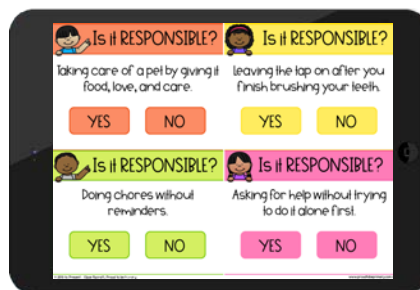 Is it RESPONSIBLE?
Taking care of a pet by giving it
food, love, and care.
YES NO
Is it RESPONSIBLE?
Leaving the tap on after you
finish brushing your teeth.
YES NO
Is it RESPONSIBLE?
Doing chores without
reminders.
YES NO
Is it RESPONSIBLE?
Asking for help without trying
to do it alone first.
YES NO